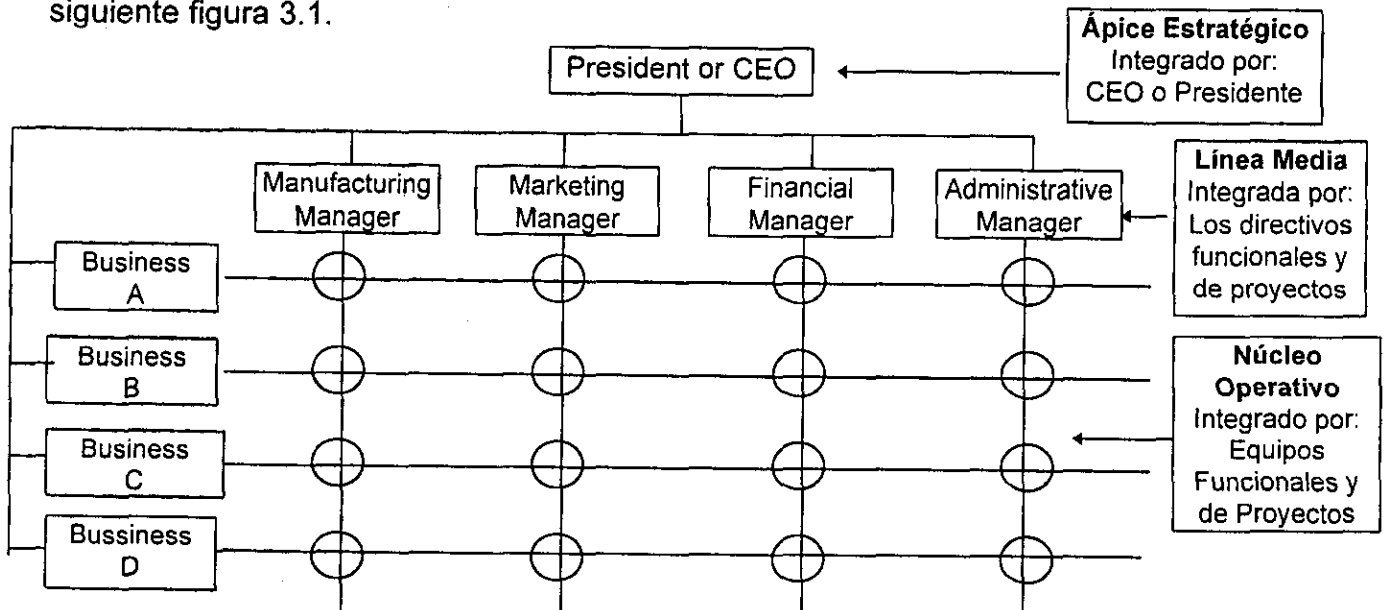 siguiente figura 3.1.
President or CEO
Ápice Estratégico
Integrado por:
CEO o Presidente
Manufacturing
Manager
Marketing
Manager
Financial
Manager
Administrative
Manager
Línea Media
Integrada por:
Los directivos
funcionales y
de proyectos
Business
A
Business
B
Núcleo
Operativo
Integrado por:
Equipos
Funcionales y
de Proyectos
Business
C
Bussiness
D